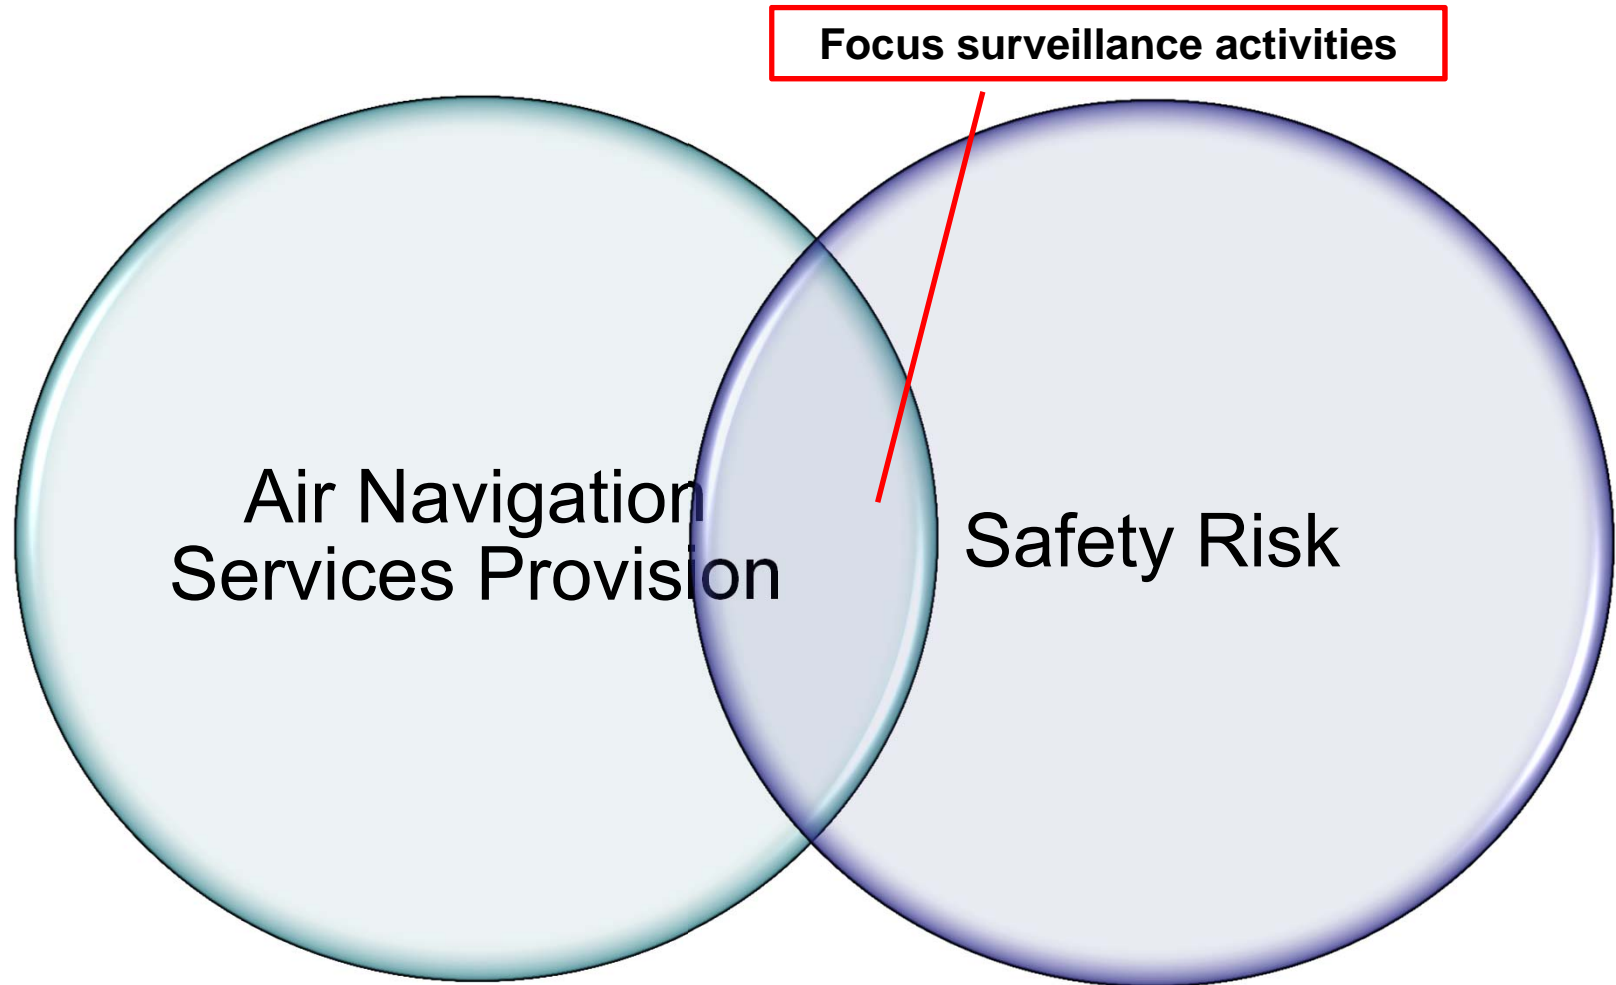 Focus surveillance activities
Air Navigation
Services Provision
Safety Risk